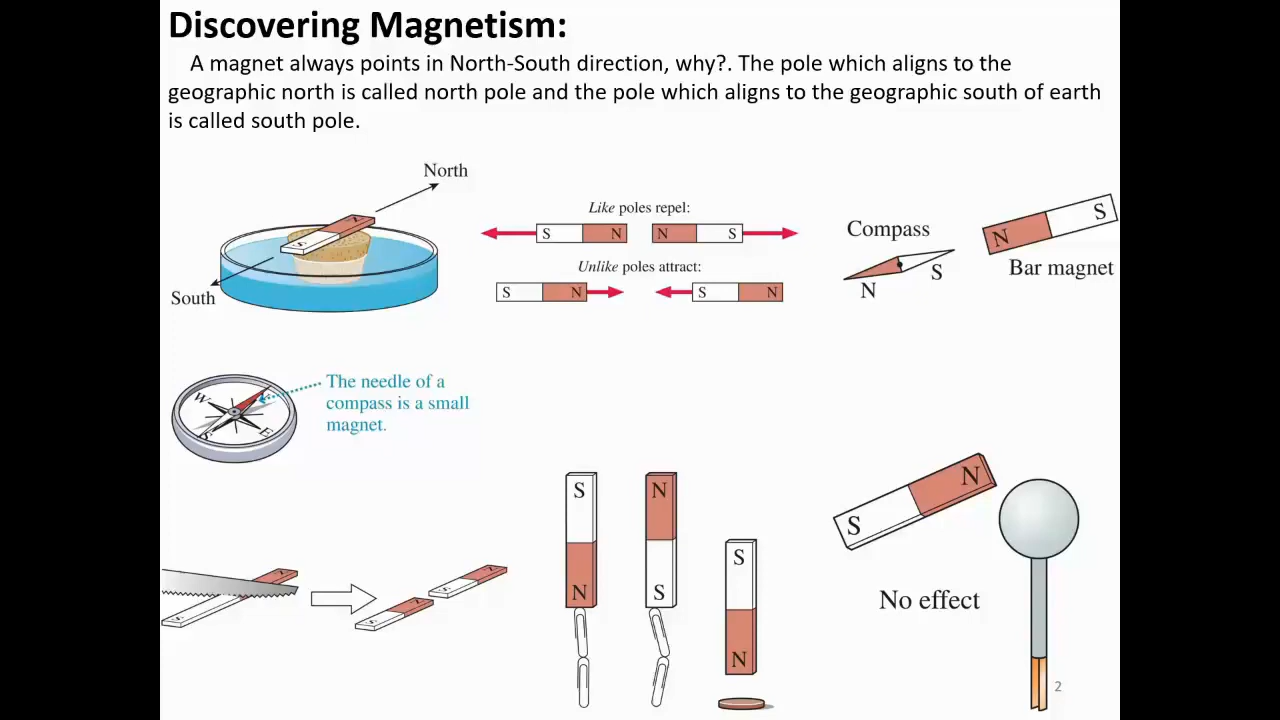 Discovering Magnetism:
A magnet always points in North-South direction, why?. The pole which aligns to the
geographic north is called north pole and the pole which aligns to the geographic south of earth
is called south pole.
North
South
Like poles repel:
S N N S
Unlike poles attract:
S N S N
Compass
N S
N S
Bar magnet
W
S
E
The needle of a
compass is a small
magnet.
S
S N
S N
S
N
N
S
S
N
S N
No effect
2